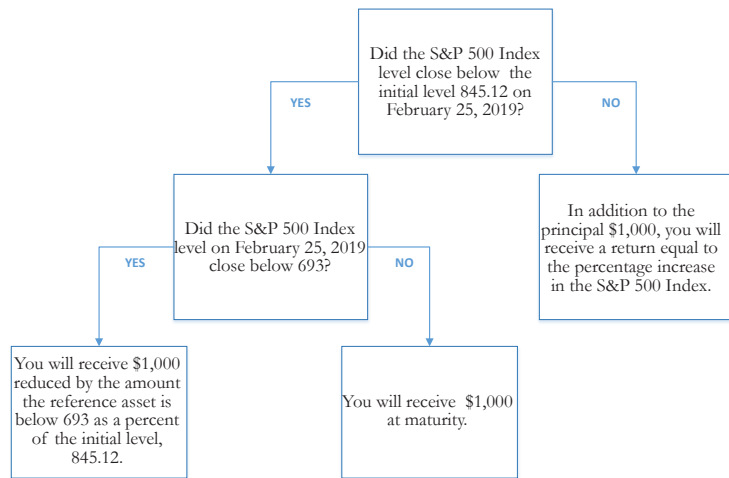 Did the S&P 500 Index
level close below the
initial level 845.12 on
February 25, 2019?
YES
NO
Did the S&P 500 Index
level on February 25, 2019
close below 693?
In addition to the
principal $1,000, you will
receive a return equal to
the percentage increase
in the S&P 500 Index.
YES
NO
You will receive $1,000
reduced by the amount
the reference asset is
below 693 as a percent
of the initial level,
845.12.
You will receive $1,000
at maturity.